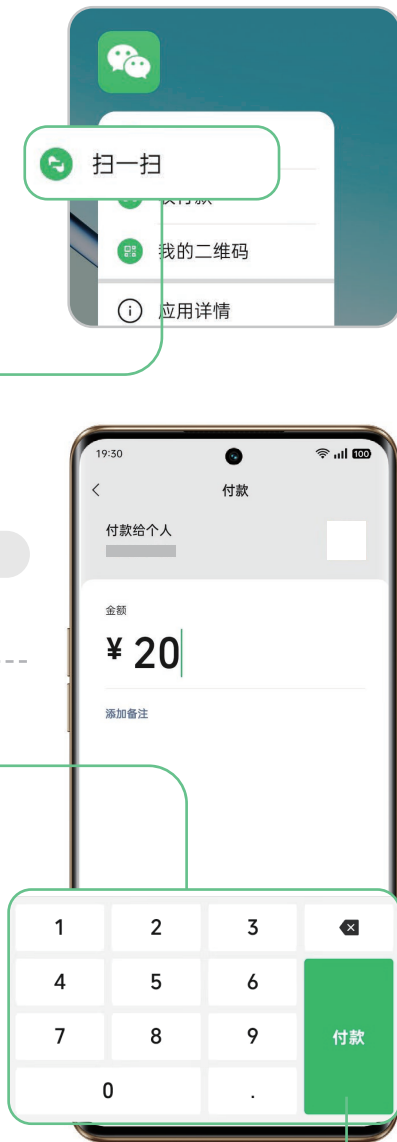 扫一扫
我的二维码
应用详情
19:30
100
付款
付款给个人
金额
¥ 20
添加备注
1 2 3
4 5 6
7 8 9 付款
0 .